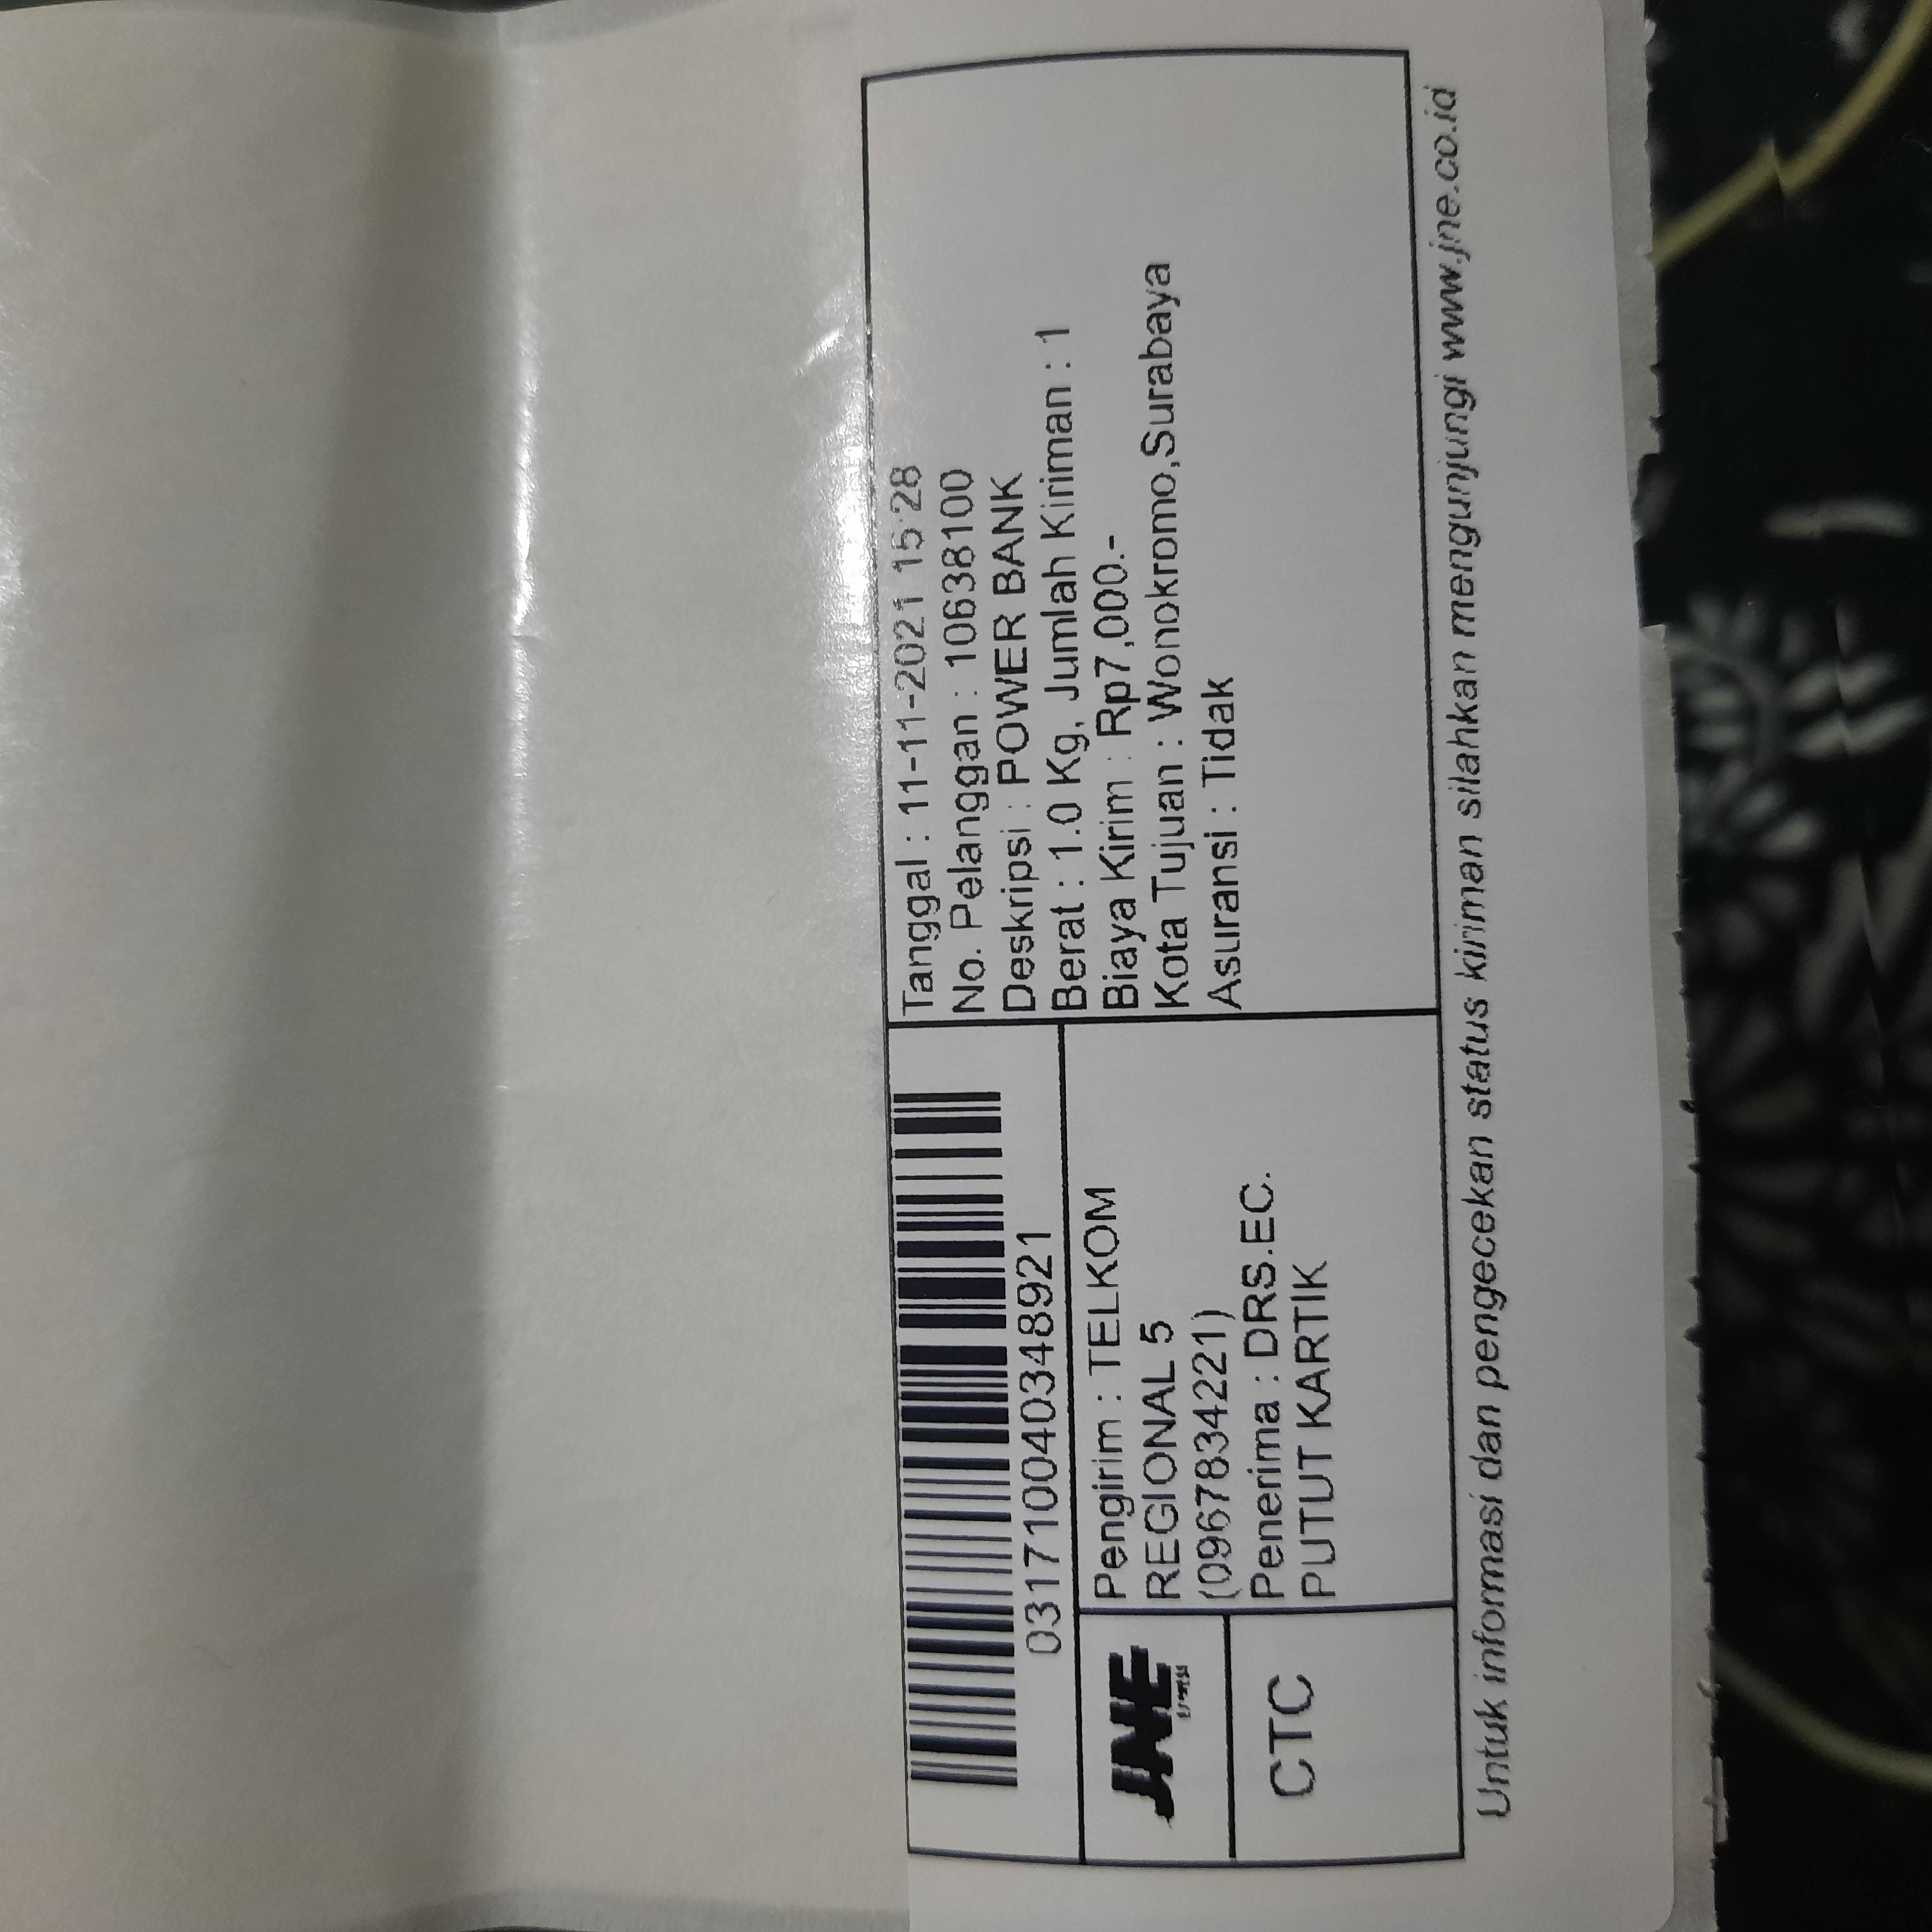 031710040348921
JNE
CTC
Pengirim : TELKOM
REGIONAL 5
(0967834221)
Penerima : DRS.EC.
PUTUT KARTIK
Tanggal : 11-11-2021 15:28
No. Pelanggan : 10638100
Deskripsi : POWER BANK
Berat : 1.0 Kg, Jumlah Kiriman : 1
Biaya Kirim : Rp7,000.-
Kota Tujuan : Wonokromo,Surabaya
Asuransi : Tidak
Untuk informasi dan pengecekan status kiriman silahkan mengunjungi www.jne.co.id